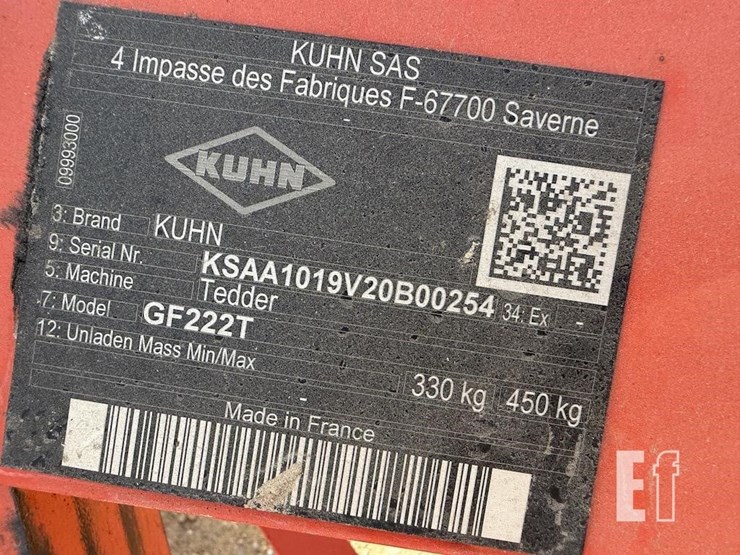 KUHN SAS
4 Impasse des Fabriques F-67700 Saverne
-
09993000
KUHN
3: Brand KUHN
9: Serial Nr. KSAA1019V20B00254 34: Ex -
5: Machine Tedder
7: Model GF222T
12: Unladen Mass Min/Max - 330 kg 450 kg
Made in France
Ef